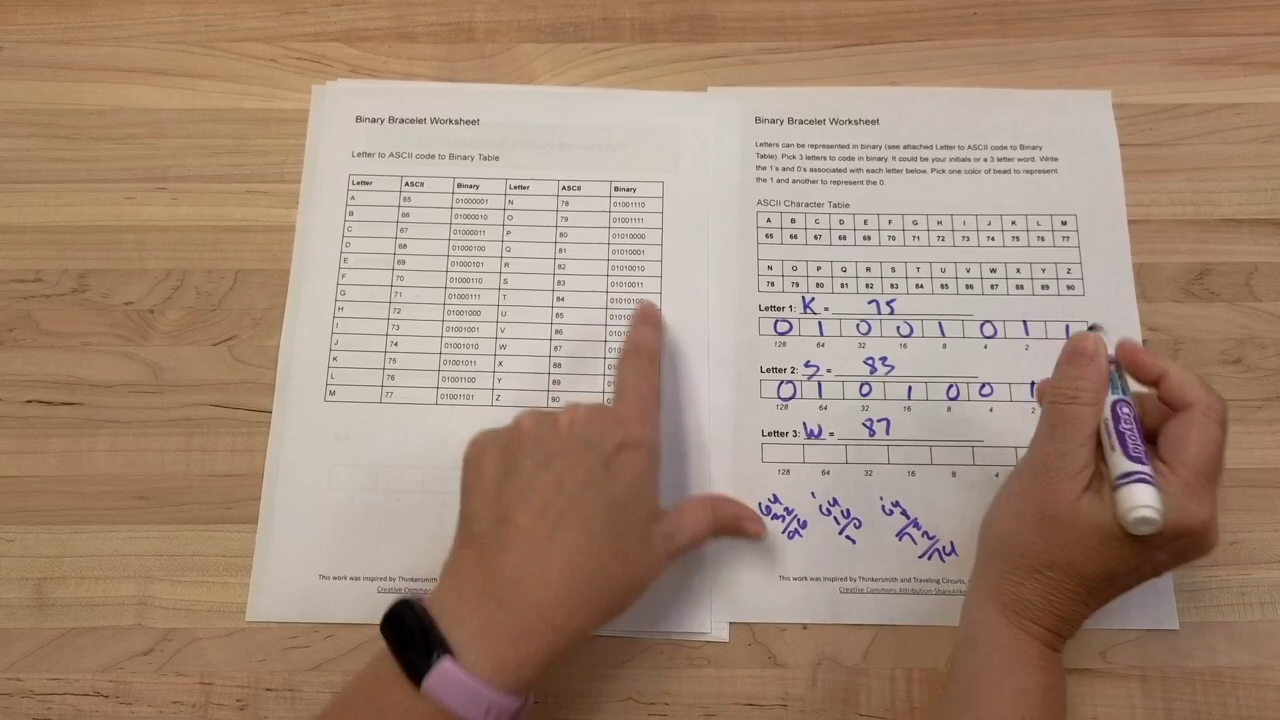 Binary Bracelet Worksheet
Letter to ASCII code to Binary Table
Letter ASCII Binary Letter ASCII Binary
A 65 01000001 N 78 01001110
B 66 01000010 O 79 01001111
C 67 01000011 P 80 01010000
D 68 01000100 Q 81 01010001
E 69 01000101 R 82 01010010
F 70 01000110 S 83 01010011
G 71 01000111 T 84 01010100
H 72 01001000 U 85
I 73 01001001 V 86
J 74 01001010 W 87
K 75 01001011 X 88
L 76 01001100 Y 89
M 77 01001101 Z 90
This work was inspired by Thinkersmith
Creative
Binary Bracelet Worksheet
Letters can be represented in binary (see attached Letter to ASCII code to Binary
Table). Pick 3 letters to code in binary. It could be your initials or a 3 letter word. Write
the 1's and 0's associated with each letter below. Pick one color of bead to represent
the 1 and another to represent the 0.
ASCII Character Table
A B C D E F G H I J K L M
65 66 67 68 69 70 71 72 73 74 75 76 77
N O P Q R S T U V W X Y Z
78 79 80 81 82 83 84 85 86 87 88 89 90
Letter 1: K = 75
0 1 0 0 1 0 1 1
128 64 32 16 8 4 2
Letter 2: S = 83
0 1 0 1 0 0 1
128 64 32 16 8 4 2
Letter 3: W = 87
128 64 32 16 8 4
64
32
96
This work was inspired by Thinkersmith and Traveling Circuits,
Creative Commons Attribution ShareAlike
Crayola